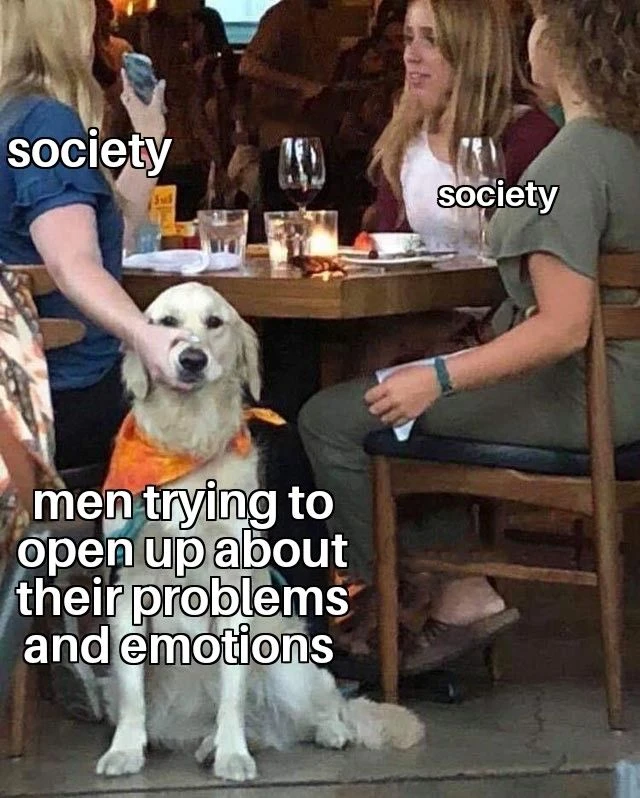 society
society
men trying to
open up about
their problems
and emotions